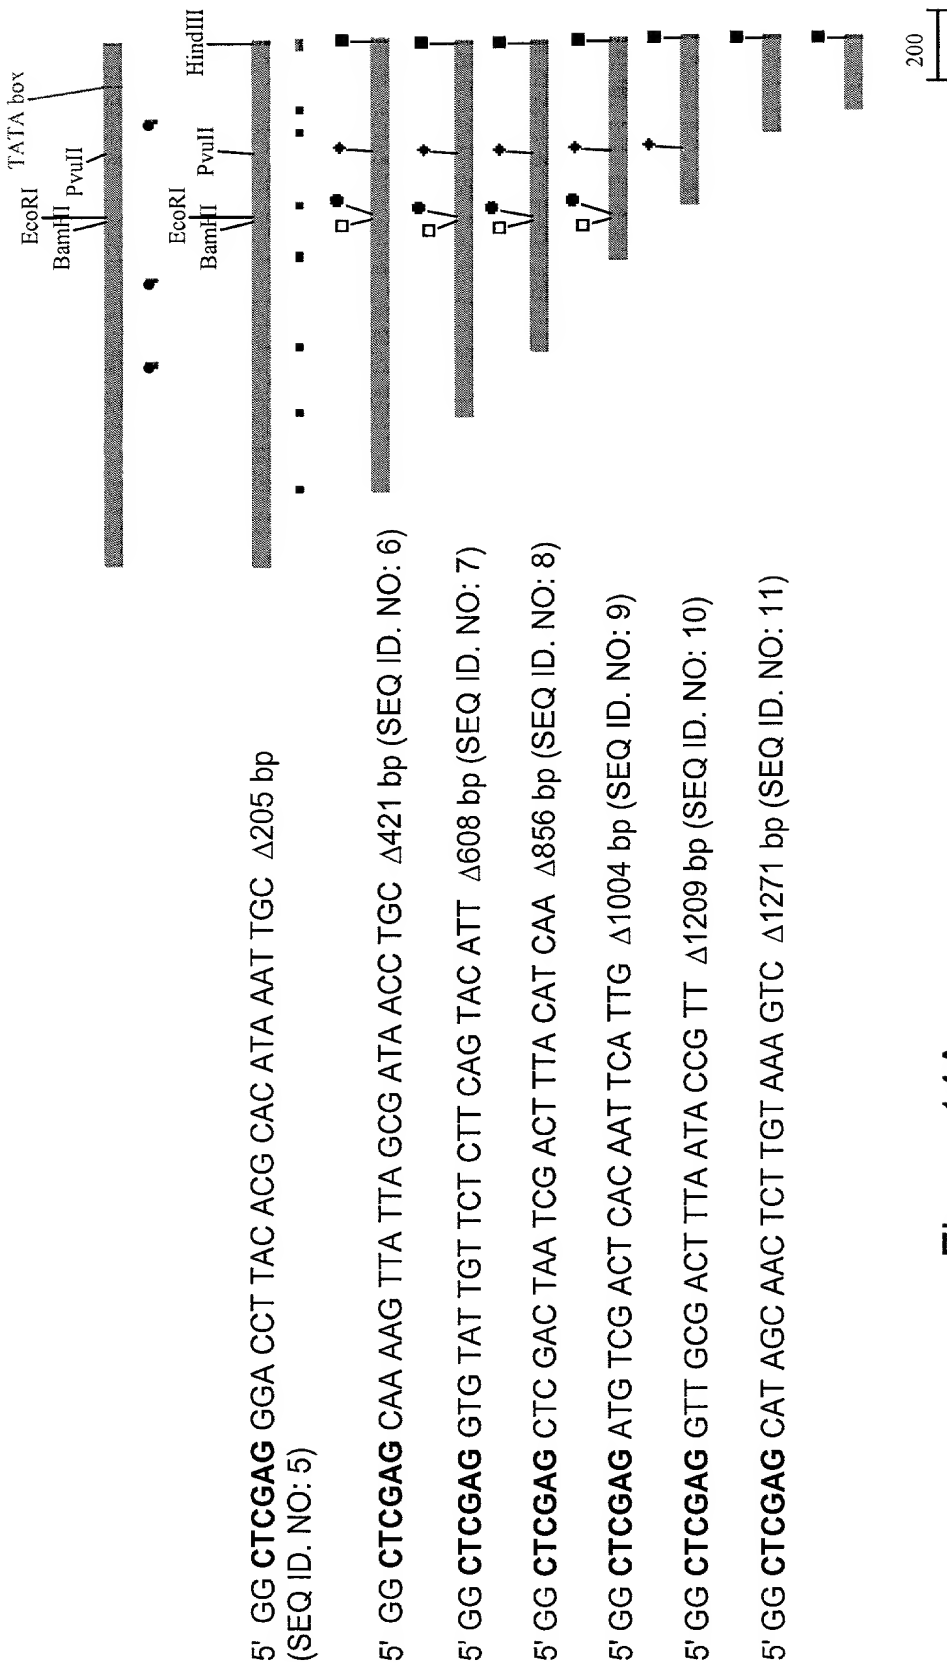 TATA box
EcoRI
PvuII
BamHI
HindIII
EcoRI
PvuII
BamHI
5' GG CTCGAG GGA CCT TAC ACG CAC ATA AAT TGC Δ205 bp
(SEQ ID. NO: 5)
5' GG CTCGAG CAA AAG TTA TTA GCG ATA ACC TGC Δ421 bp (SEQ ID. NO: 6)
5' GG CTCGAG GTG TAT TGT TCT CTT CAG TAC ATT Δ608 bp (SEQ ID. NO: 7)
5' GG CTCGAG CTC GAC TAA TCG ACT TTA CAT CAA Δ856 bp (SEQ ID. NO: 8)
5' GG CTCGAG ATG TCG ACT CAC AAT TCA TTG Δ1004 bp (SEQ ID. NO: 9)
5' GG CTCGAG GTT GCG ACT TTA ATA CCG TT Δ1209 bp (SEQ ID. NO: 10)
5' GG CTCGAG CAT AGC AAC TCT TGT AAA GTC Δ1271 bp (SEQ ID. NO: 11)
200